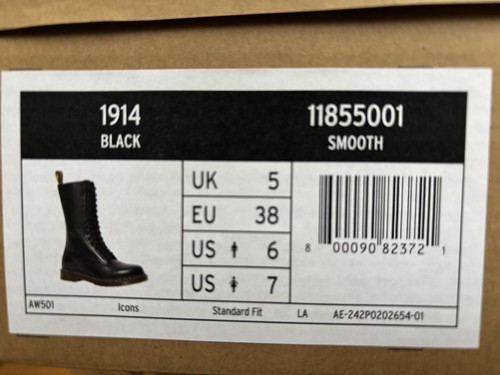 1914
BLACK
11855001
SMOOTH
UK 5
EU 38
US 6
US 7
8 00090 82372 1
AW501 Icons Standard Fit LA AE-242P0202654-01